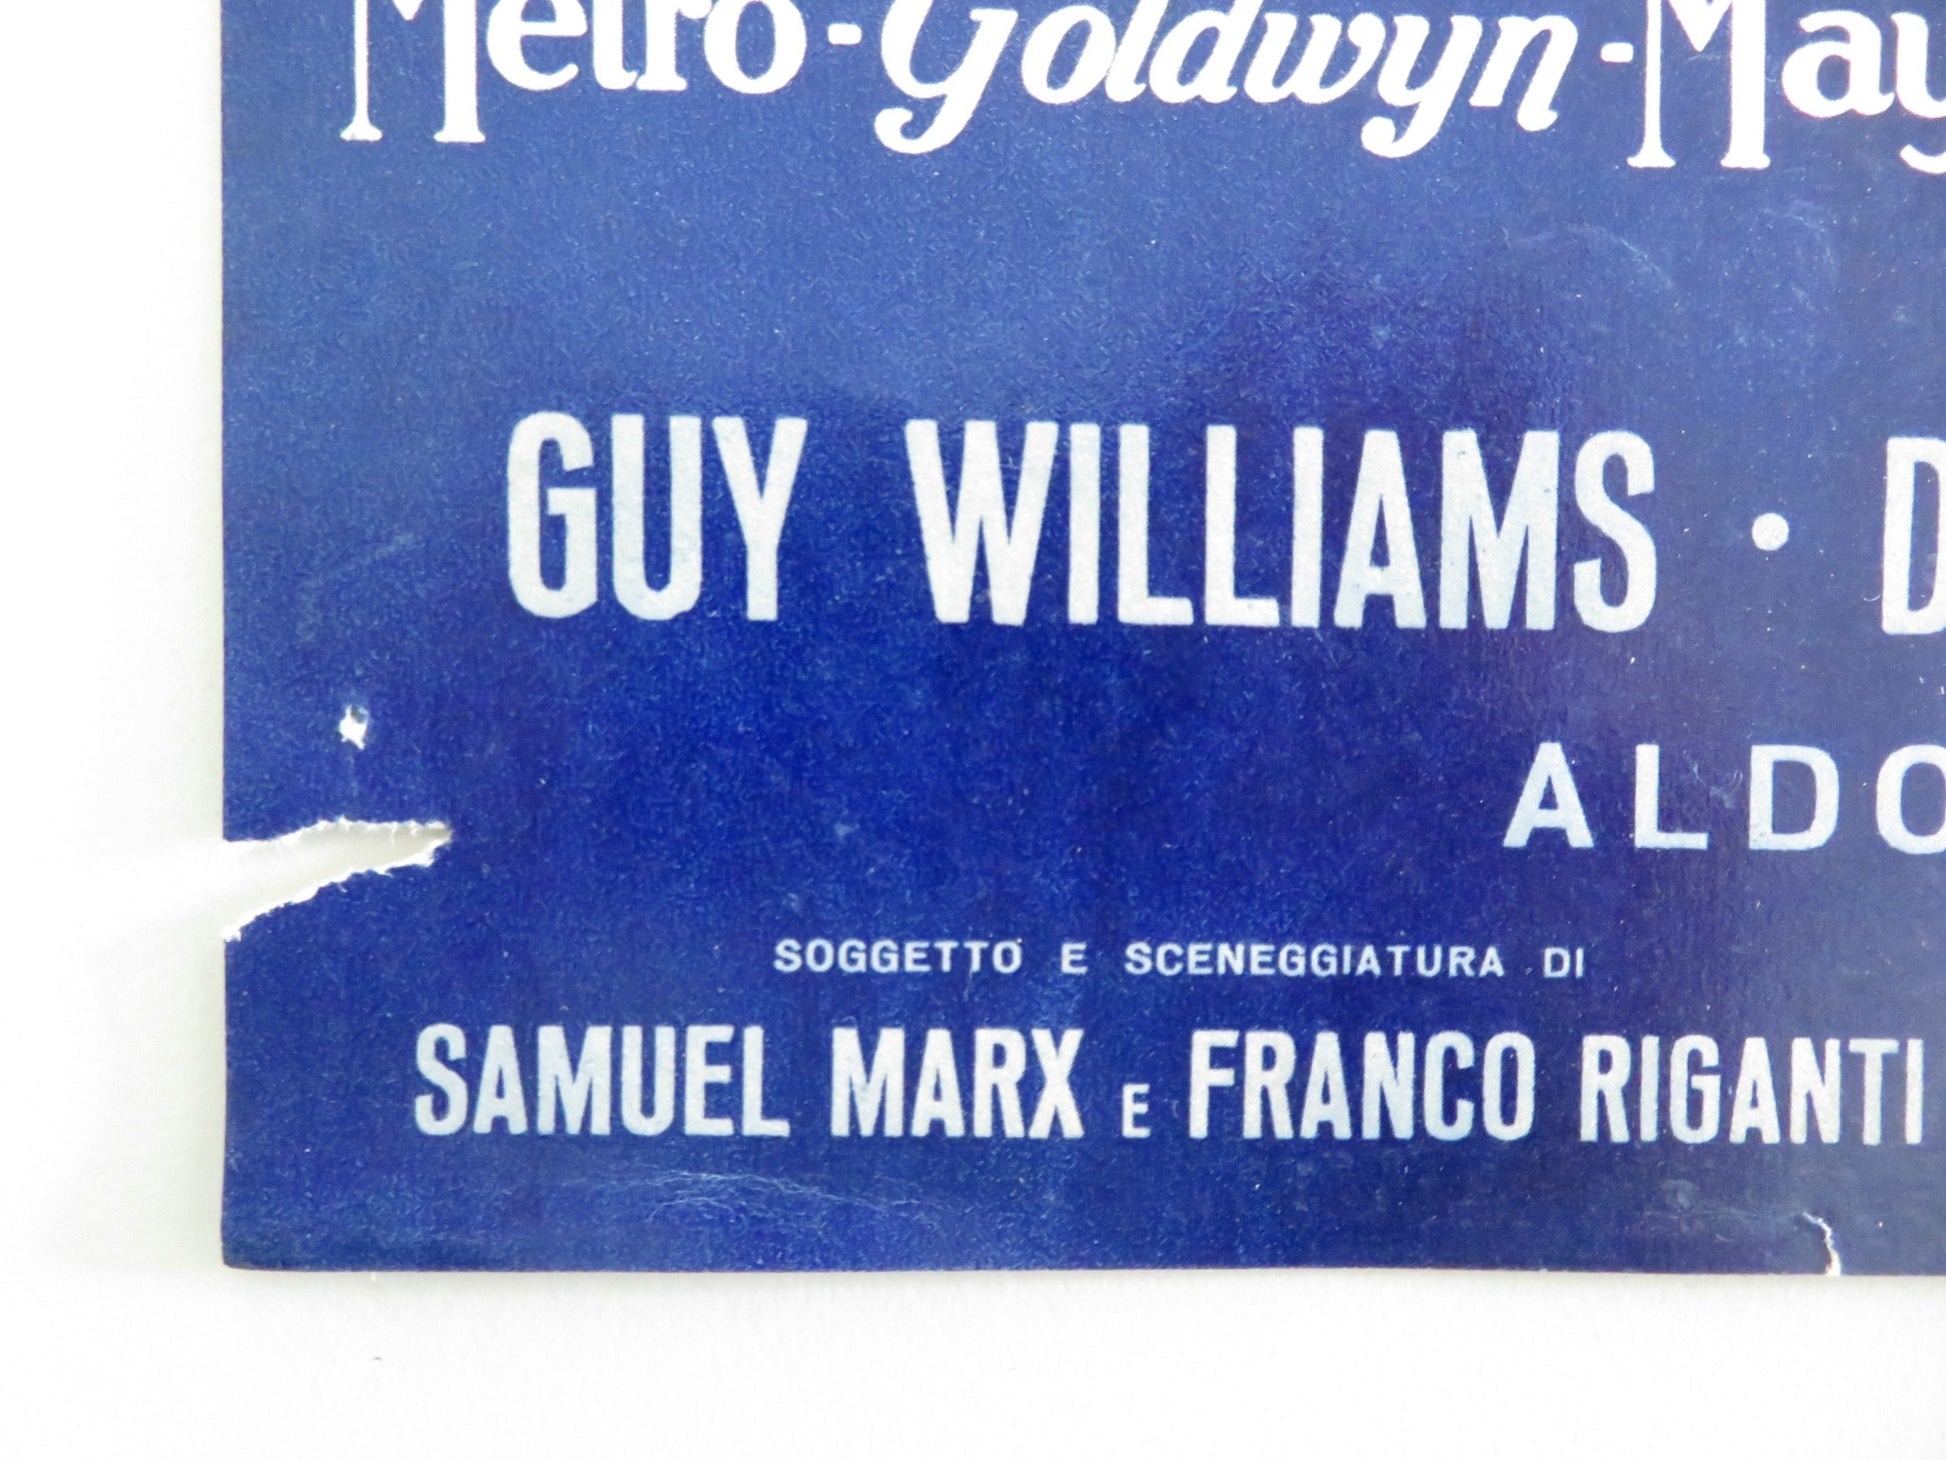 Metro-Goldwyn-May
GUY WILLIAMS · D
ALDO
SOGGETTO E SCENEGGIATURA DI
SAMUEL MARX E FRANCO RIGANTI